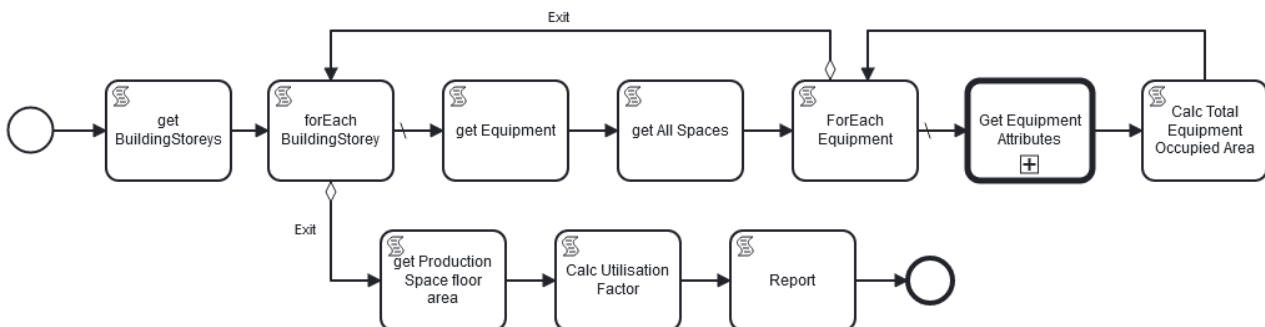 Exit
get
BuildingStoreys
forEach
BuildingStorey
get Equipment
get All Spaces
ForEach
Equipment
Get Equipment
Attributes
Calc Total
Equipment
Occupied Area
Exit
get Production
Space floor
area
Calc Utilisation
Factor
Report